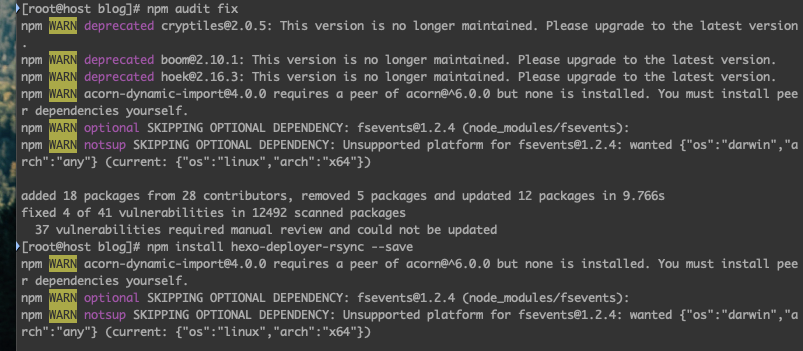 [root@host blog]# npm audit fix
npm WARN deprecated cryptiles@2.0.5: This version is no longer maintained. Please upgrade to the latest version
.
npm WARN deprecated boom@2.10.1: This version is no longer maintained. Please upgrade to the latest version.
npm WARN deprecated hoek@2.16.3: This version is no longer maintained. Please upgrade to the latest version.
npm WARN acorn-dynamic-import@4.0.0 requires a peer of acorn@^6.0.0 but none is installed. You must install pee
r dependencies yourself.
npm WARN optional SKIPPING OPTIONAL DEPENDENCY: fsevents@1.2.4 (node_modules/fsevents):
npm WARN notsup SKIPPING OPTIONAL DEPENDENCY: Unsupported platform for fsevents@1.2.4: wanted {"os":"darwin","a
rch":"any"} (current: {"os":"linux","arch":"x64"})
added 18 packages from 28 contributors, removed 5 packages and updated 12 packages in 9.766s
fixed 4 of 41 vulnerabilities in 12492 scanned packages
  37 vulnerabilities required manual review and could not be updated
[root@host blog]# npm install hexo-deployer-rsync --save
npm WARN acorn-dynamic-import@4.0.0 requires a peer of acorn@^6.0.0 but none is installed. You must install pee
r dependencies yourself.
npm WARN optional SKIPPING OPTIONAL DEPENDENCY: fsevents@1.2.4 (node_modules/fsevents):
npm WARN notsup SKIPPING OPTIONAL DEPENDENCY: Unsupported platform for fsevents@1.2.4: wanted {"os":"darwin","a
rch":"any"} (current: {"os":"linux","arch":"x64"})